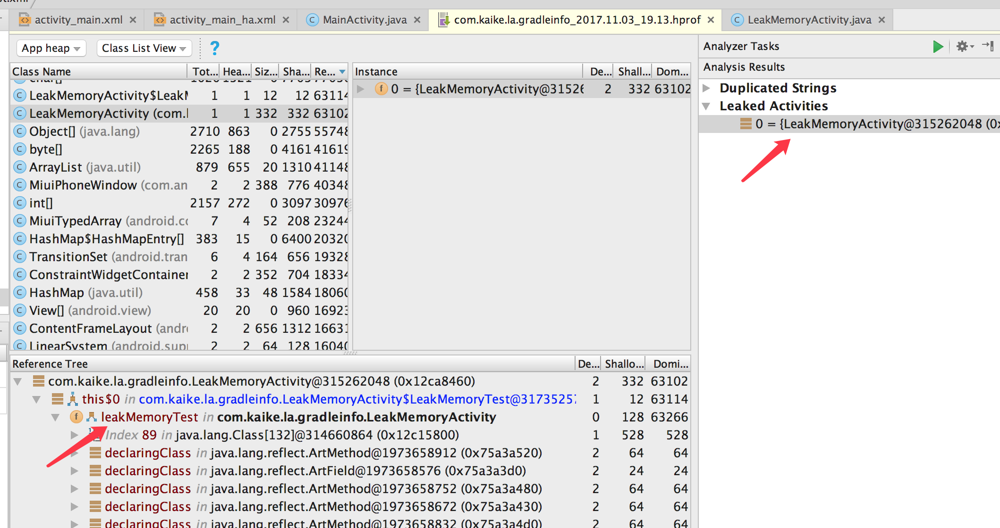 activity_main.xml
activity_main_ha.xml
MainActivity.java
com.kaike.la.gradleinfo_2017.11.03_19.13.hprof
LeakMemoryActivity.java
App heap
Class List View
?
Analyzer Tasks
Analysis Results
Duplicated Strings
Leaked Activities
0 = {LeakMemoryActivity@315262048 (0x
Class Name Tot... Hea... Siz... Sha... Re...
LeakMemoryActivity$Leak 1 1 12 12 63114
LeakMemoryActivity (com. 1 1 332 332 63102
Object[] (java.lang) 2710 863 0 2755 55748
byte[] 2265 188 0 4161 41619
ArrayList (java.util) 879 655 20 1310 41148
MiuiPhoneWindow (com.an 2 2 388 776 40348
int[] 2157 272 0 3097 30976
MiuiTypedArray (android.co 7 4 52 208 23244
HashMap$HashMapEntry[] 383 15 0 6400 20320
TransitionSet (android.tran 6 4 164 656 19328
ConstraintWidgetContainer 2 2 352 704 18334
HashMap (java.util) 458 33 48 1584 18060
View[] (android.view) 20 20 0 960 16923
ContentFrameLayout (andr 2 2 656 1312 16631
LinearSystem (android.supp 2 2 64 128 16040
Instance De... Shall... Dom...
0 = {LeakMemoryActivity@31526 2 332 63102
Reference Tree De... Shallo... Domi...
com.kaike.la.gradleinfo.LeakMemoryActivity@315262048 (0x12ca8460) 2 332 63102
this$0 in com.kaike.la.gradleinfo.LeakMemoryActivity$LeakMemoryTest@31735257 1 12 63114
leakMemoryTest in com.kaike.la.gradleinfo.LeakMemoryActivity 0 128 63266
Index 89 in java.lang.Class[132]@314660864 (0x12c15800) 1 528 528
declaringClass in java.lang.reflect.ArtMethod@1973658912 (0x75a3a520) 2 64 64
declaringClass in java.lang.reflect.ArtField@1973658576 (0x75a3a3d0) 2 24 24
declaringClass in java.lang.reflect.ArtMethod@1973658752 (0x75a3a480) 2 64 64
declaringClass in java.lang.reflect.ArtMethod@1973658672 (0x75a3a430) 2 64 64
declaringClass in java.lang.reflect.ArtMethod@1973658832 (0x75a3a4d0) 2 64 64